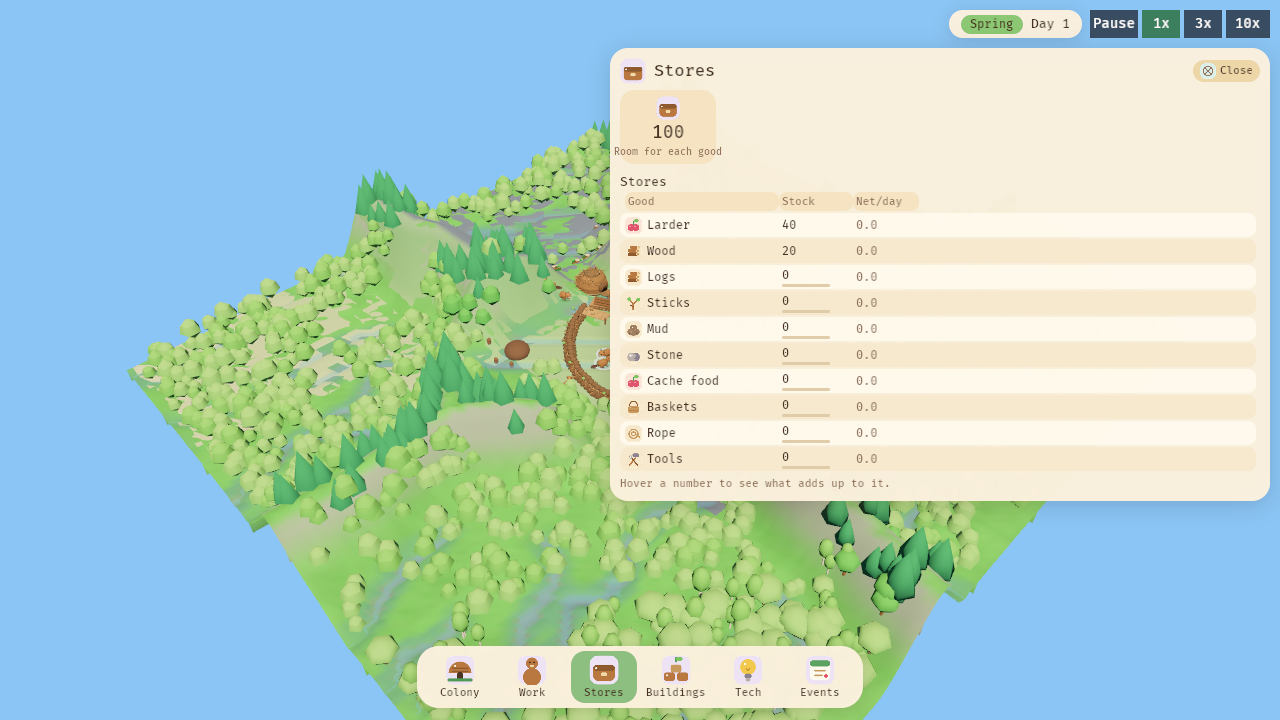 Spring Day 1 Pause 1x 3x 10x
Stores Close
100
Room for each good
Stores
Good Stock Net/day
Larder 40 0.0
Wood 20 0.0
Logs 0 0.0
Sticks 0 0.0
Mud 0 0.0
Stone 0 0.0
Cache food 0 0.0
Baskets 0 0.0
Rope 0 0.0
Tools 0 0.0
Hover a number to see what adds up to it.
Colony Work Stores Buildings Tech Events